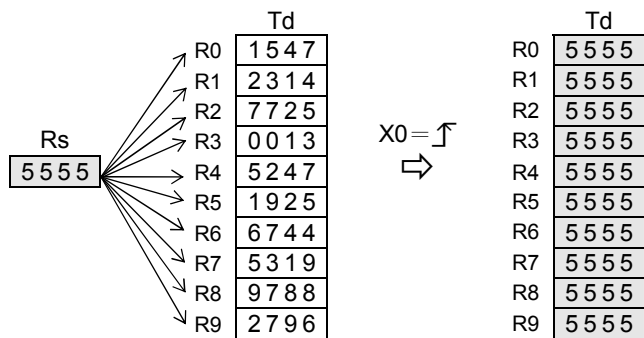 Td Td
R0 1547 R0 5555
R1 2314 R1 5555
R2 7725 R2 5555
Rs R3 0013 X0= R3 5555
5555 R4 5247 R4 5555
R5 1925 R5 5555
R6 6744 R6 5555
R7 5319 R7 5555
R8 9788 R8 5555
R9 2796 R9 5555